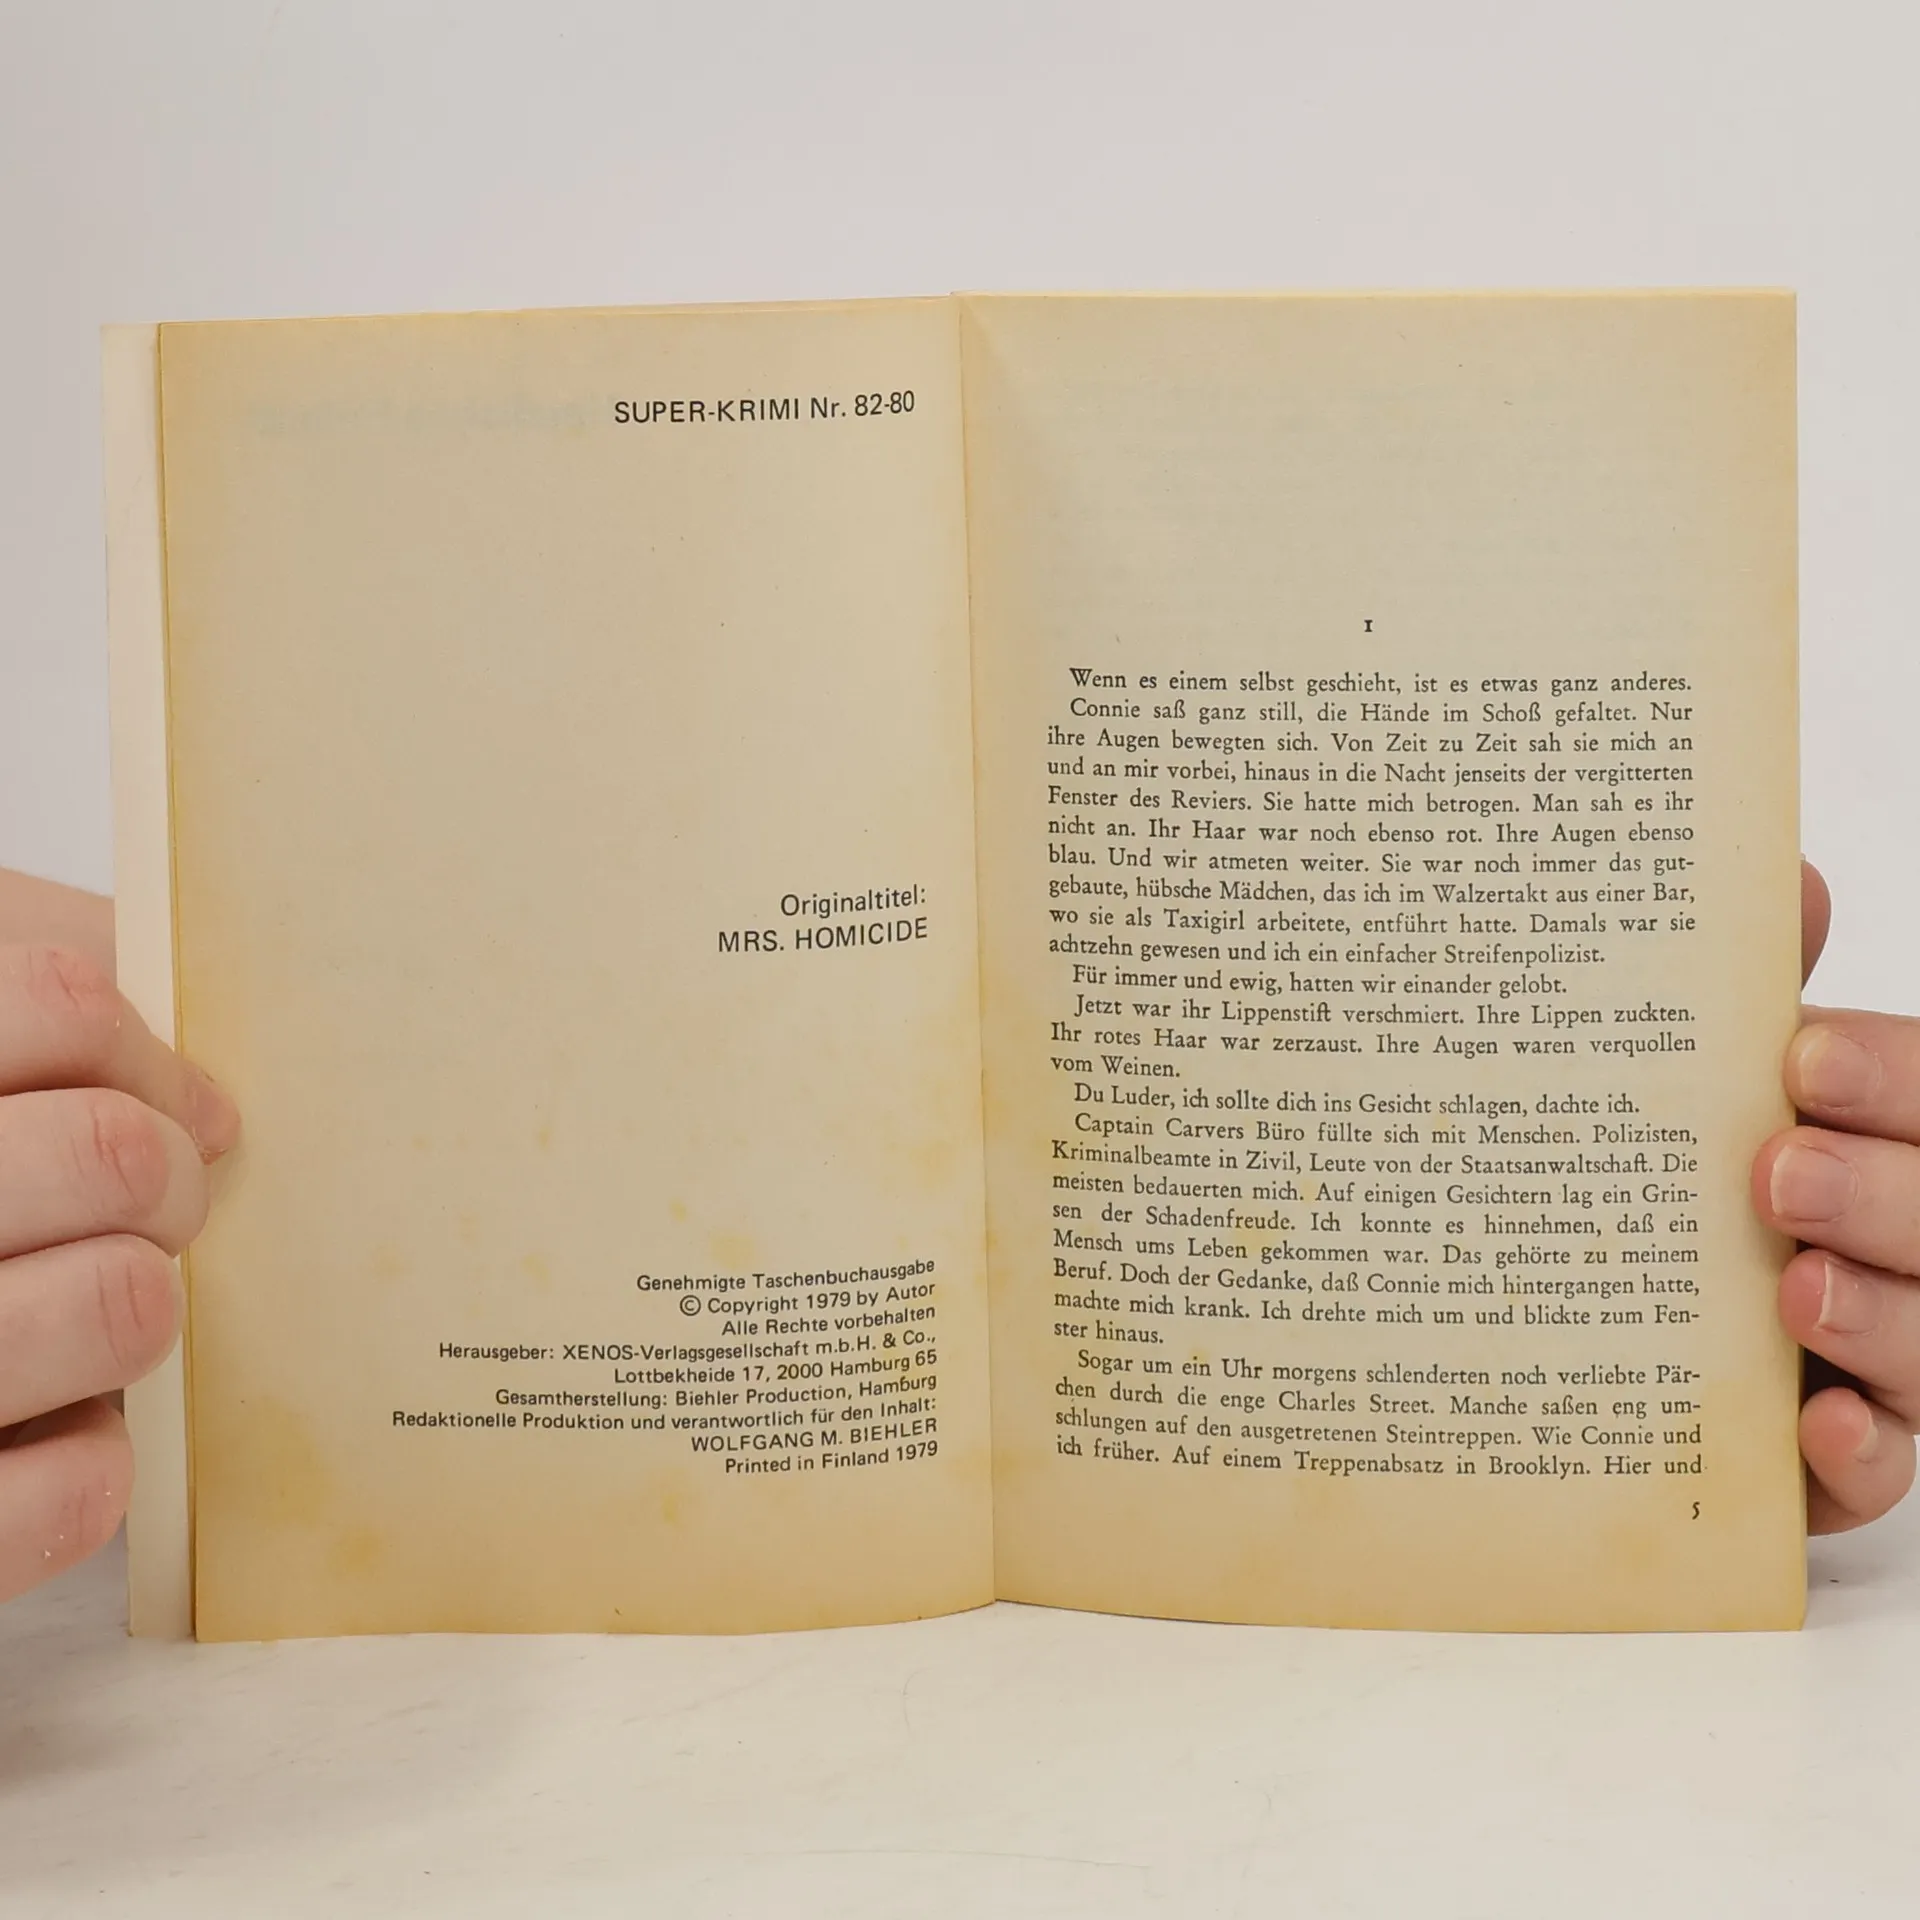 SUPER-KRIMI Nr. 82-80
Originaltitel:
MRS. HOMICIDE
Genehmigte Taschenbuchausgabe
© Copyright 1979 by Autor
Alle Rechte vorbehalten
Herausgeber: XENOS-Verlagsgesellschaft m.b.H. & Co.,
Lottbekheide 17, 2000 Hamburg 65
Gesamtherstellung: Biehler Production, Hamburg
Redaktionelle Produktion und verantwortlich für den Inhalt:
WOLFGANG M. BIEHLER
Printed in Finland 1979
I
Wenn es einem selbst geschieht, ist es etwas ganz anderes.
Connie saß ganz still, die Hände im Schoß gefaltet. Nur
ihre Augen bewegten sich. Von Zeit zu Zeit sah sie mich an
und an mir vorbei, hinaus in die Nacht jenseits der vergitterten
Fenster des Reviers. Sie hatte mich betrogen. Man sah es ihr
nicht an. Ihr Haar war noch ebenso rot. Ihre Augen ebenso
blau. Und wir atmeten weiter. Sie war noch immer das gut-
gebaute, hübsche Mädchen, das ich im Walzertakt aus einer Bar,
wo sie als Taxigirl arbeitete, entführt hatte. Damals war sie
achtzehn gewesen und ich ein einfacher Streifenpolizist.
Für immer und ewig, hatten wir einander gelobt.
Jetzt war ihr Lippenstift verschmiert. Ihre Lippen zuckten.
Ihr rotes Haar war zerzaust. Ihre Augen waren verquollen
vom Weinen.
Du Luder, ich sollte dich ins Gesicht schlagen, dachte ich.
Captain Carvers Büro füllte sich mit Menschen. Polizisten,
Kriminalbeamte in Zivil, Leute von der Staatsanwaltschaft. Die
meisten bedauerten mich. Auf einigen Gesichtern lag ein Grin-
sen der Schadenfreude. Ich konnte es hinnehmen, daß ein
Mensch ums Leben gekommen war. Das gehörte zu meinem
Beruf. Doch der Gedanke, daß Connie mich hintergangen hatte,
machte mich krank. Ich drehte mich um und blickte zum Fen-
ster hinaus.
Sogar um ein Uhr morgens schlenderten noch verliebte Pär-
chen durch die enge Charles Street. Manche saßen eng um-
schlungen auf den ausgetretenen Steintreppen. Wie Connie und
ich früher. Auf einem Treppenabsatz in Brooklyn. Hier und
5